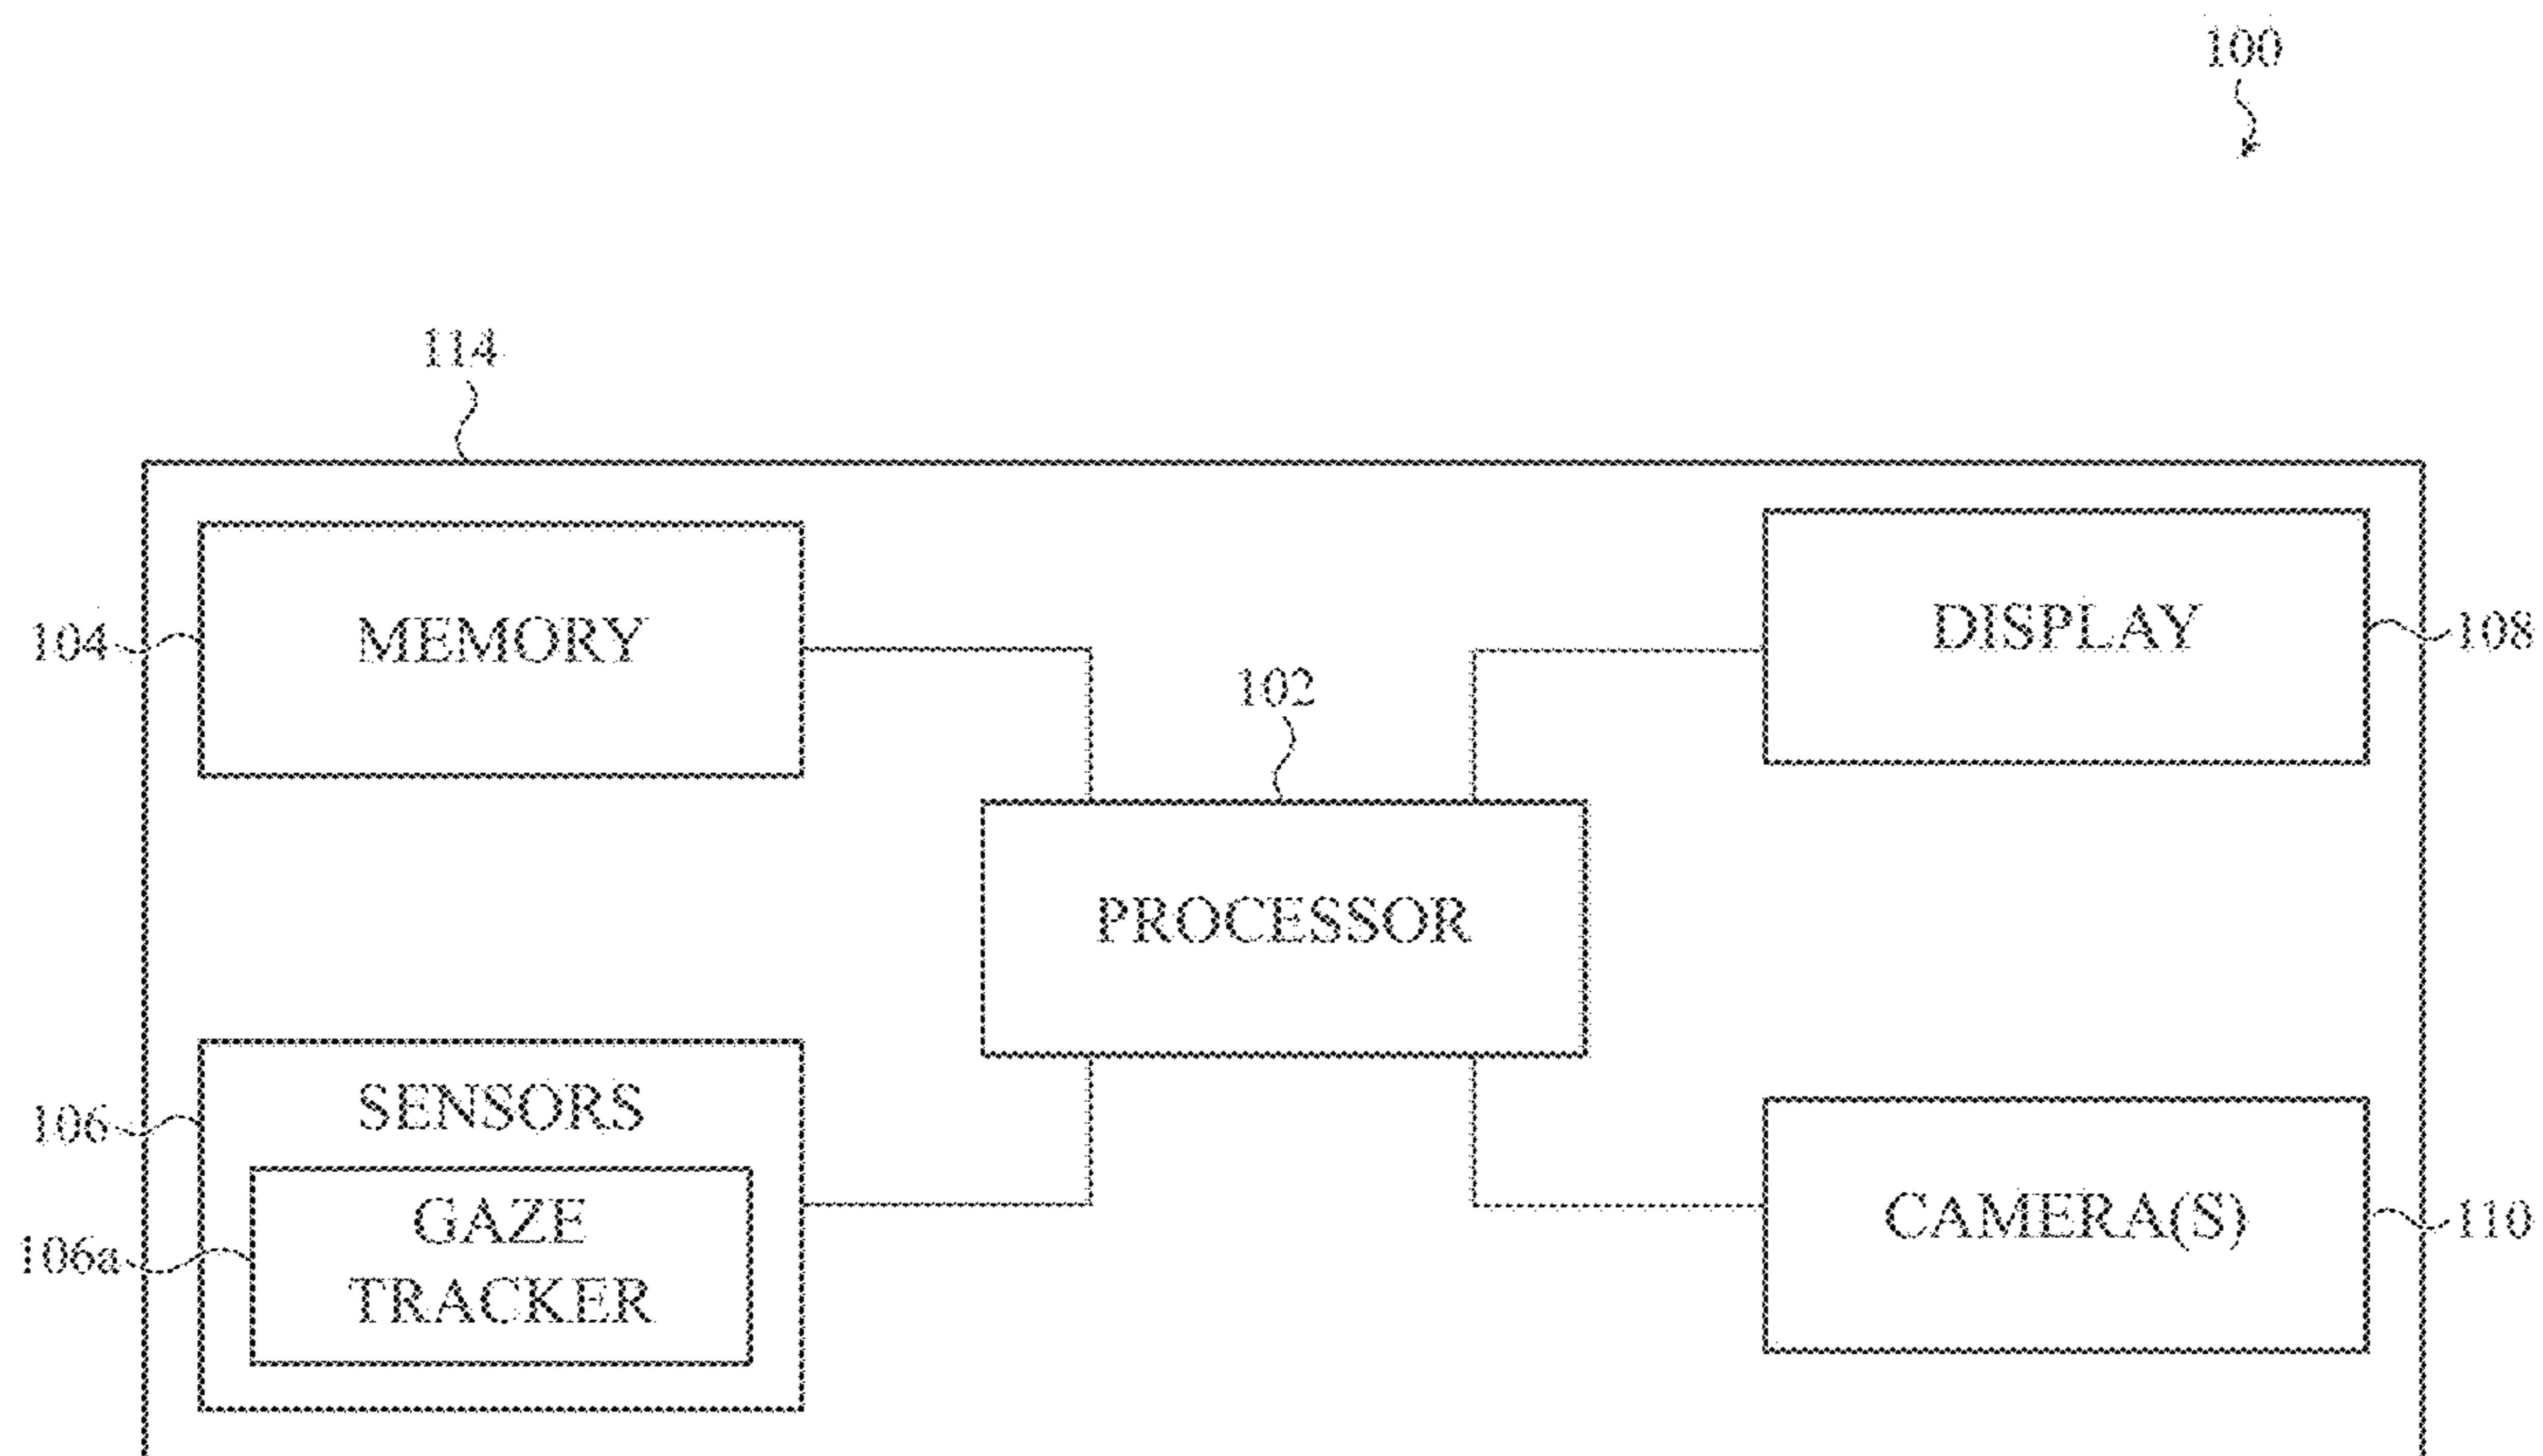 100
114
MEMORY
DISPLAY
104
108
102
PROCESSOR
SENSORS
106
GAZE
TRACKER
106a
CAMERA(S)
110